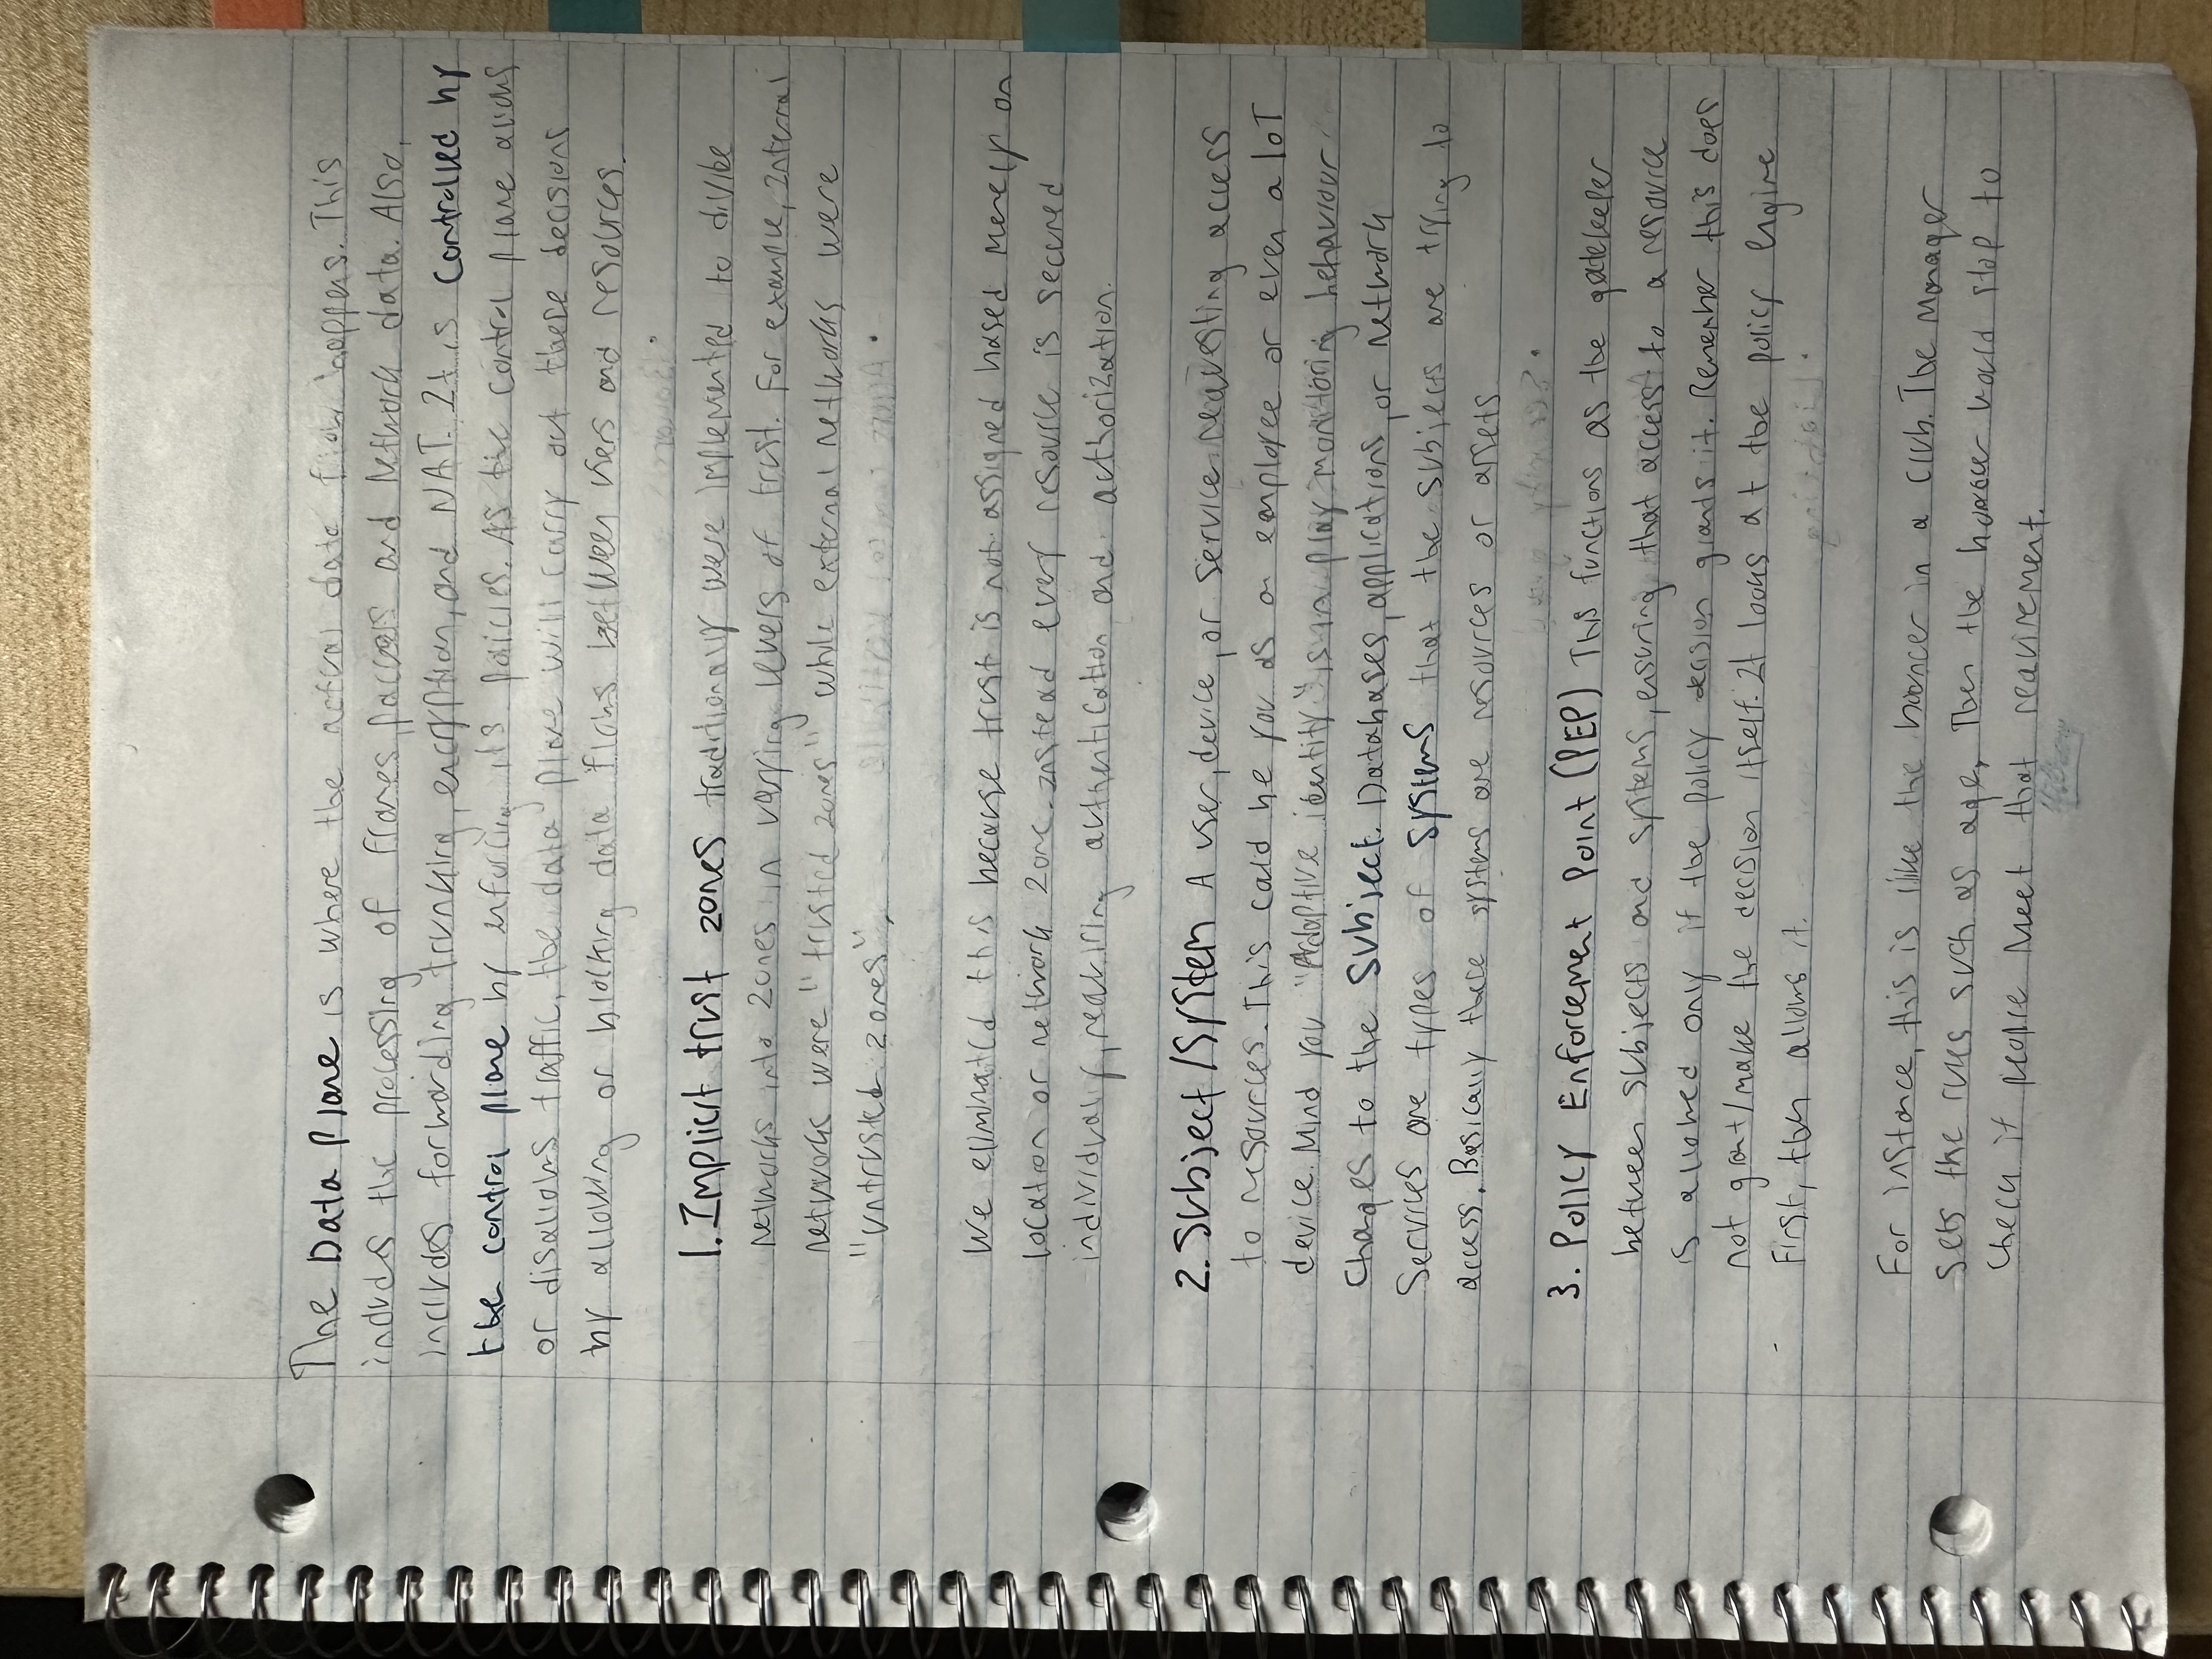 The Data Plane is where the actual data flow happens. This
includes the processing of frames, packets and network data. Also,
includes forwarding trunking, encryption, and NAT. It is controlled by
the control plane by enforcing its policies. As the control plane allows
or disallows traffic, the data plane will carry out these decisions
by allowing or blocking data flows between users and resources.
1. Implicit trust zones traditionally were implemented to divide
networks into zones in varying levels of trust. For example, Internal
networks were "trusted zones" while external networks were
"untrusted zones".
We eliminated this because trust is not assigned based merely on
location or network zone. Instead every resource is secured
individually, requiring authentication and authorization.
2. Subject/System A user, device, or service requesting access
to resources. This could be you as an employee or even a IoT
device. Mind you "Adaptive identity" is in play monitoring behaviour
changes to the subject. Databases, applications, or network
services are types of systems that the subjects are trying to
access. Basically these systems are resources or assets
3. Policy Enforcement Point (PEP) This functions as the gatekeeper
between subjects and systems, ensuring that access to a resource
is allowed only if the policy decision grants it. Remember this does
not grant/make the decision itself. It looks at the policy engine
first, then allows it.
For instance, this is like the bouncer in a club. The manager
sets the rules such as age, Then the bouncer would stop to
check if people meet that requirement.